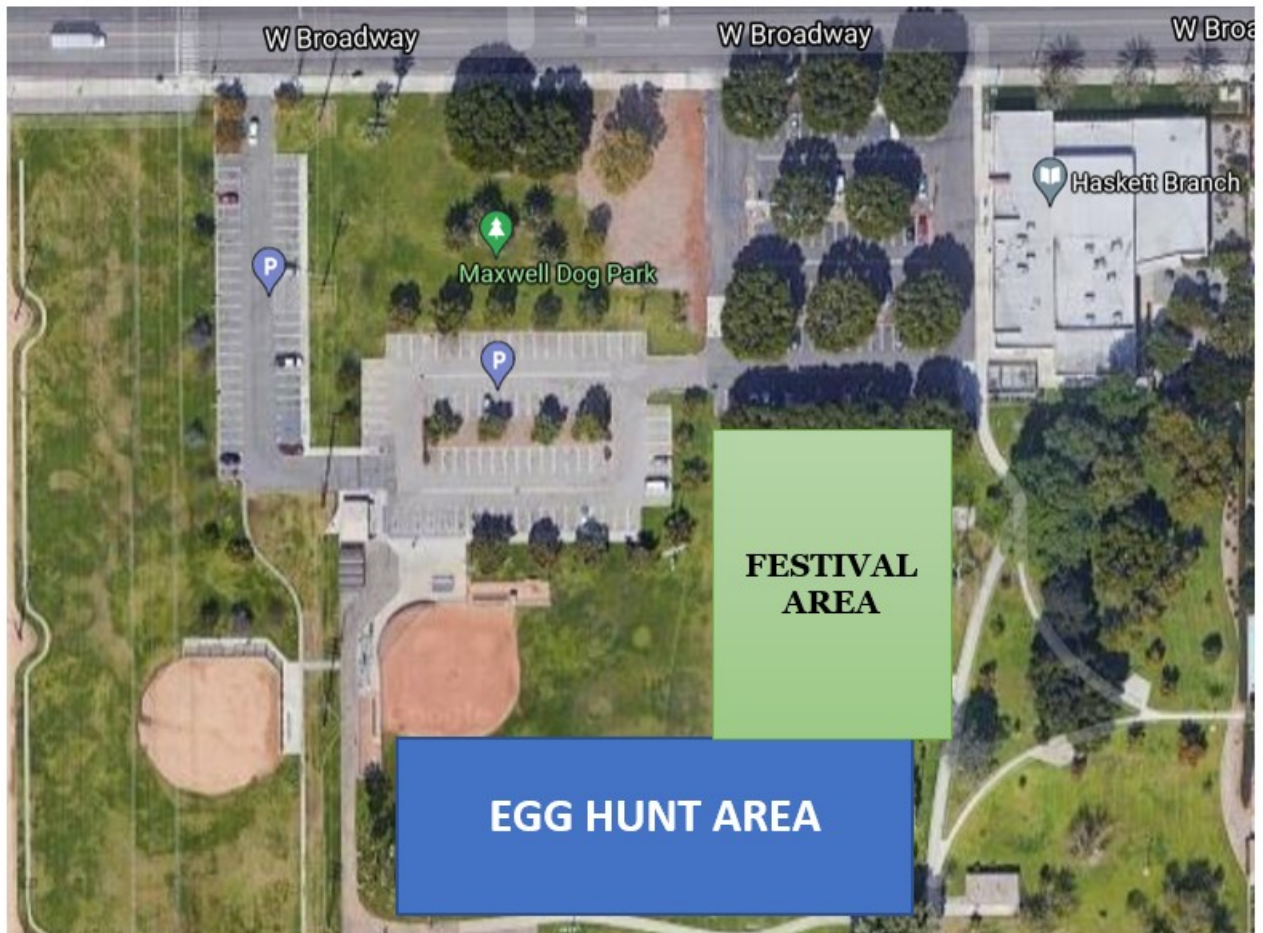 W Broadway
W Broadway
W Broa
Haskett Branch
Maxwell Dog Park
P
P
FESTIVAL
AREA
EGG HUNT AREA